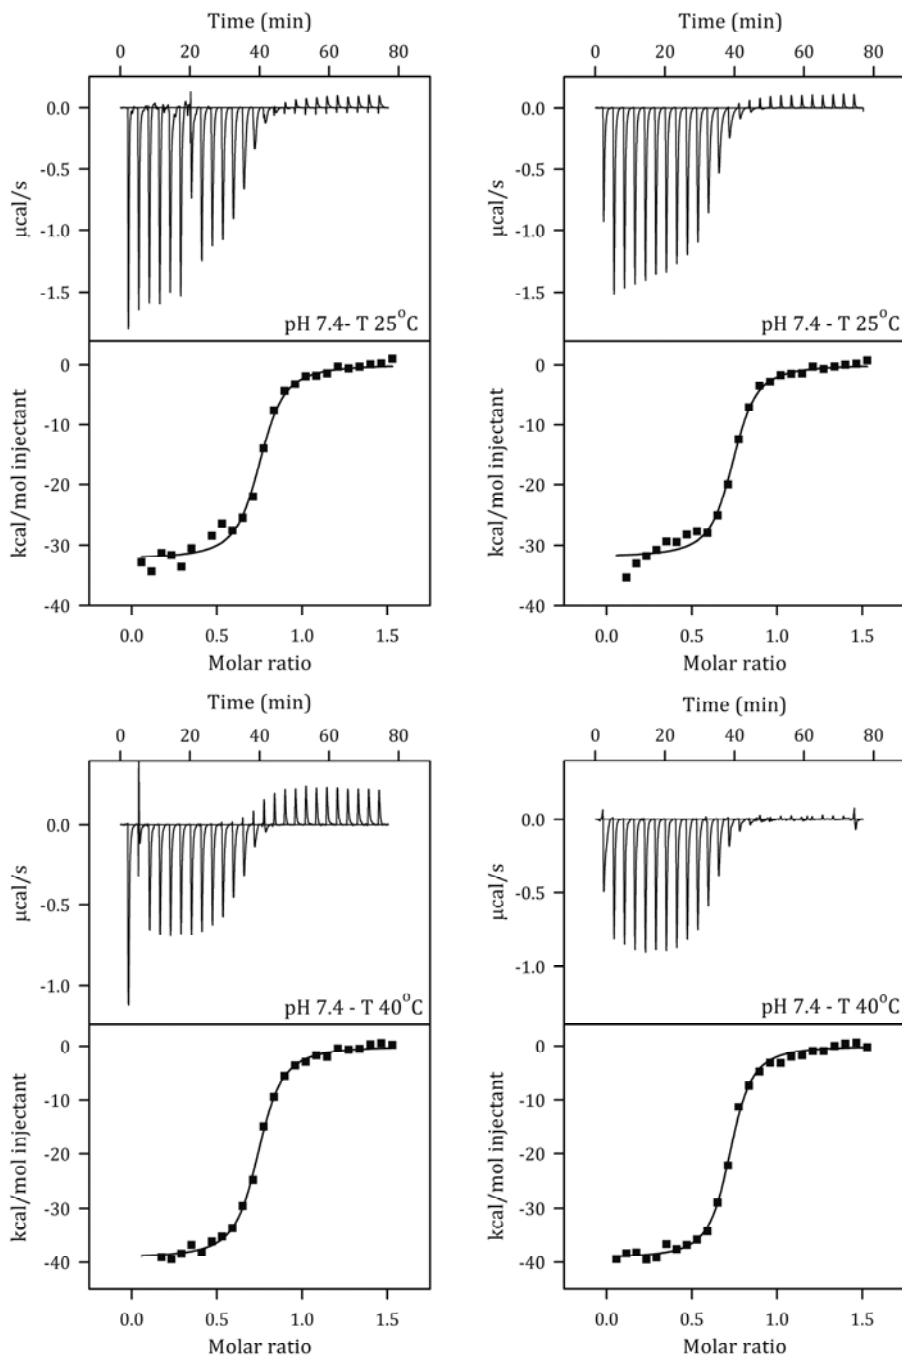 Time (min)
0 20 40 60 80
0.0
-0.5
-1.0
-1.5
μcal/s
pH 7.4- T 25°C
0
-10
-20
-30
-40
kcal/mol injectant
0.0 0.5 1.0 1.5
Molar ratio
Time (min)
0 20 40 60 80
0.0
-0.5
-1.0
-1.5
μcal/s
pH 7.4 - T 25°C
0
-10
-20
-30
-40
kcal/mol injectant
0.0 0.5 1.0 1.5
Molar ratio
Time (min)
0 20 40 60 80
0.0
-0.5
-1.0
μcal/s
pH 7.4 - T 40°C
0
-10
-20
-30
-40
kcal/mol injectant
0.0 0.5 1.0 1.5
Molar ratio
Time (min)
0 20 40 60 80
0.0
-0.5
-1.0
μcal/s
pH 7.4 - T 40°C
0
-10
-20
-30
-40
kcal/mol injectant
0.0 0.5 1.0 1.5
Molar ratio